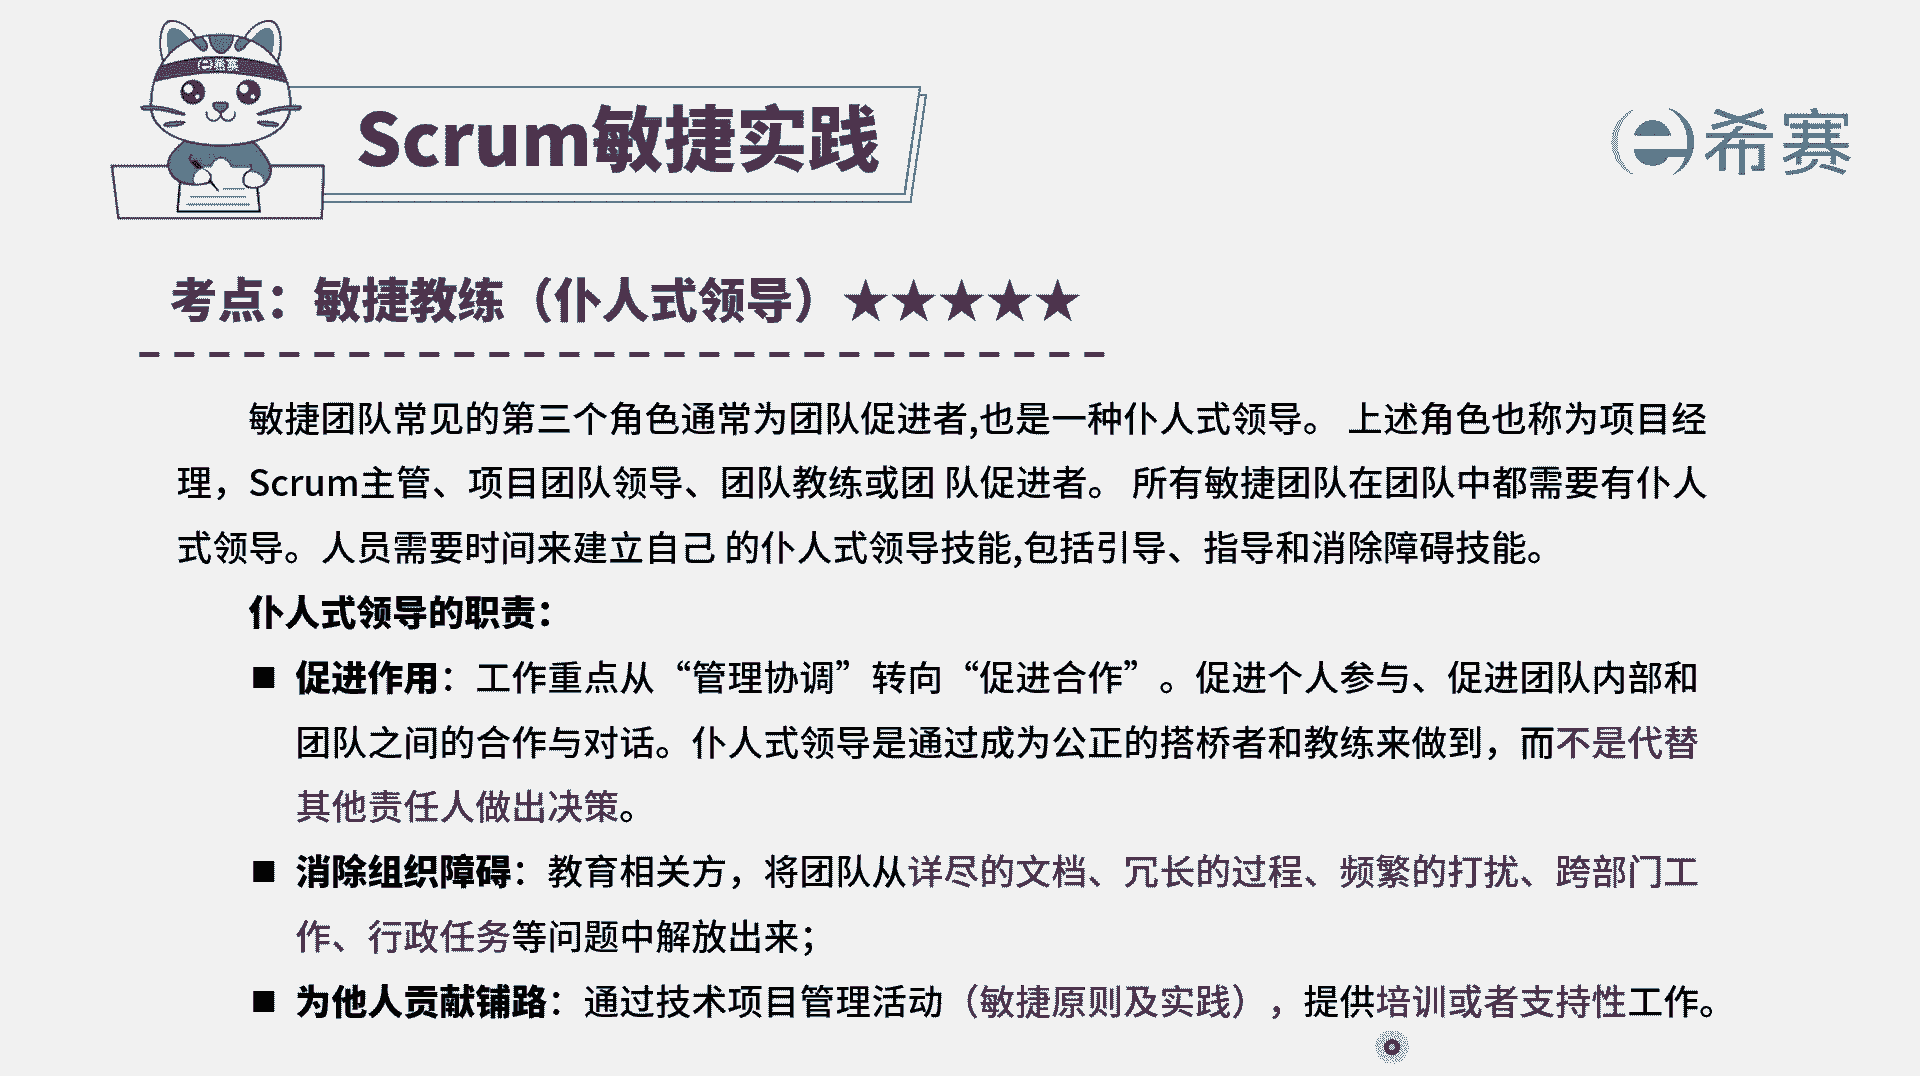 e希赛
Scrum敏捷实践
e希赛
考点：敏捷教练（仆人式领导）★★★★★
敏捷团队常见的第三个角色通常为团队促进者,也是一种仆人式领导。 上述角色也称为项目经
理，Scrum主管、项目团队领导、团队教练或团 队促进者。 所有敏捷团队在团队中都需要有仆人
式领导。人员需要时间来建立自己 的仆人式领导技能,包括引导、指导和消除障碍技能。
仆人式领导的职责：
■ 促进作用：工作重点从“管理协调”转向“促进合作”。促进个人参与、促进团队内部和
团队之间的合作与对话。仆人式领导是通过成为公正的搭桥者和教练来做到，而不是代替
其他责任人做出决策。
■ 消除组织障碍：教育相关方，将团队从详尽的文档、冗长的过程、频繁的打扰、跨部门工
作、行政任务等问题中解放出来；
■ 为他人贡献铺路：通过技术项目管理活动（敏捷原则及实践），提供培训或者支持性工作。